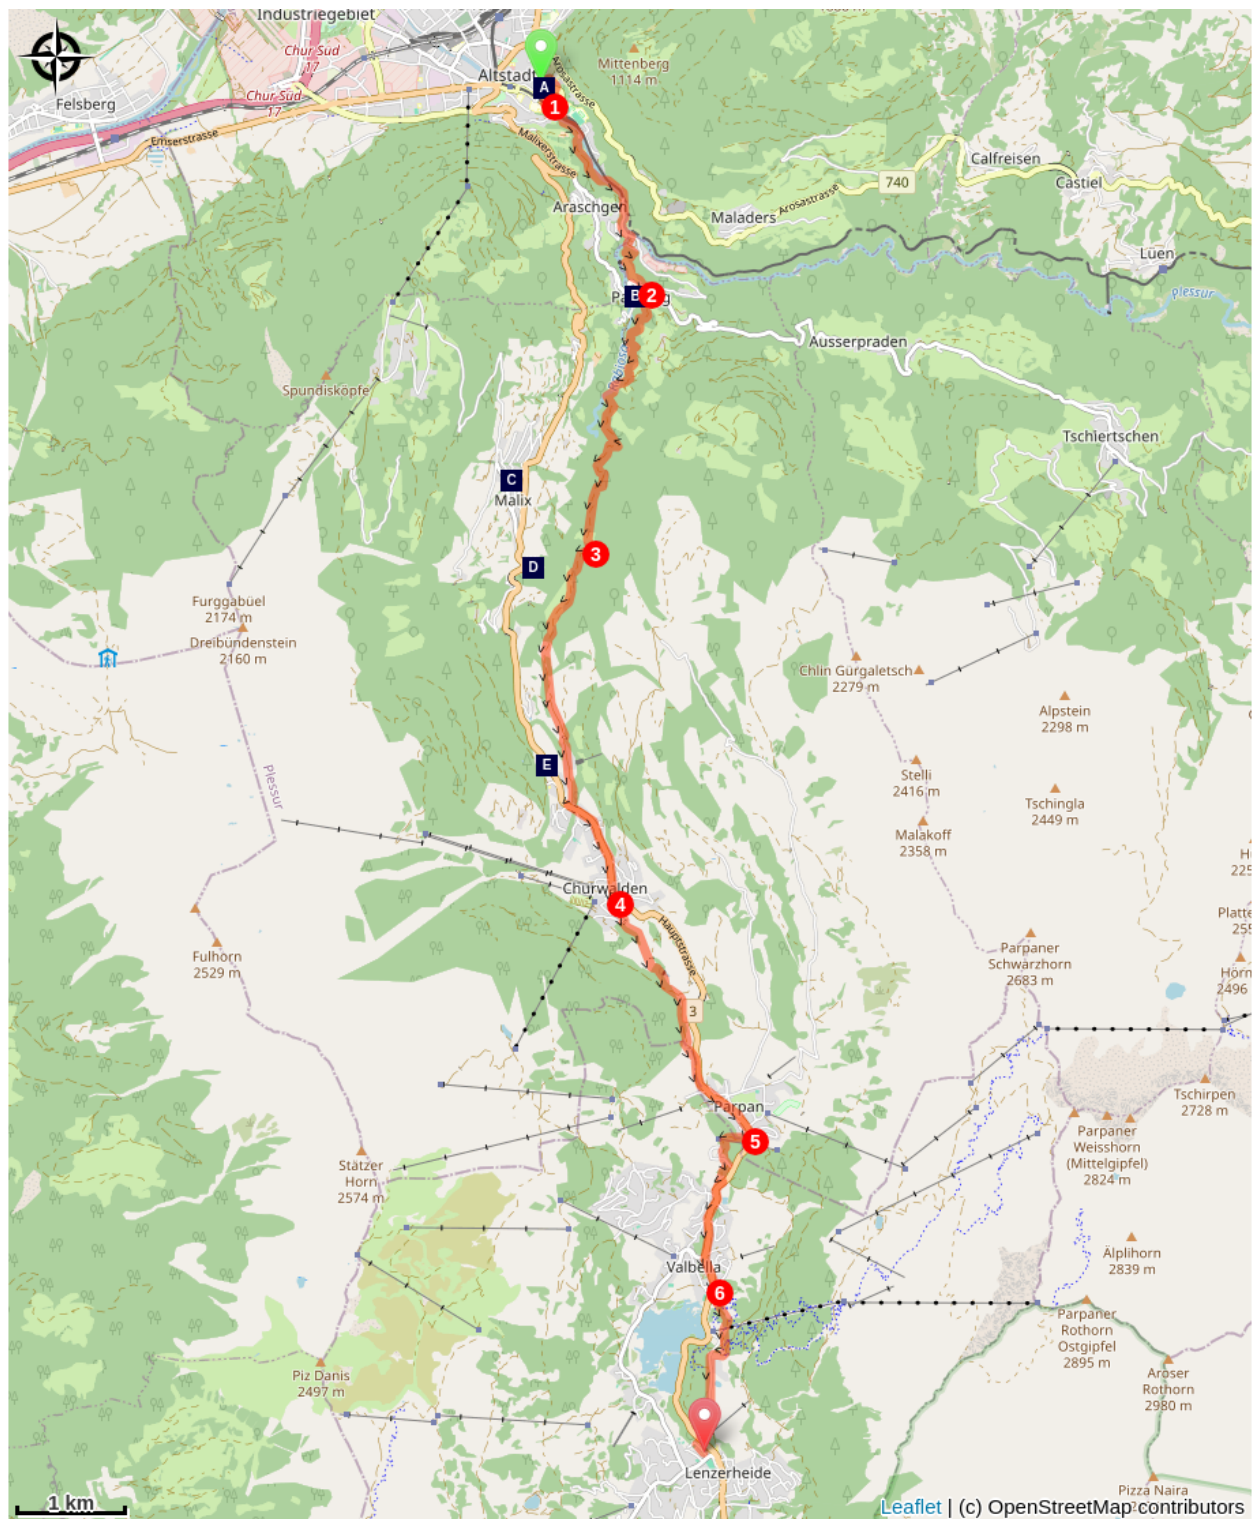 Industriegebiet
Chur Süd
17
Mittenberg
1114 m
Altstadt
A
Arosastrasse
Felsberg
Chur Süd
17
1
Emserstrasse
Malixerstrasse
Calfreisen
Castiel
740
Arosastrasse
Araschgen
Maladers
Lüen
Plessur
B
2
Ausserpraden
Spundisköpfe
Tschiertschen
C
Malix
3
D
Furggabüel
2174 m
Dreibündenstein
2160 m
Chlin Gürgaletsch
2279 m
Alpstein
2298 m
E
Plessur
Stelli
2416 m
Tschingla
2449 m
Malakoff
2358 m
Churwalden
4
Hauptstrasse
Fulhorn
2529 m
Parpaner
Schwarzhorn
2683 m
2496
3
Parpan
Tschirpen
2728 m
5
Parpaner
Weisshorn
(Mittelgipfel)
2824 m
Stätzer
Horn
2574 m
Älplihorn
2839 m
Valbella
6
Parpaner
Rothorn
Ostgipfel
2895 m
Piz Danis
2497 m
Aroser
Rothorn
2980 m
Lenzerheide
Pizza Naira
1 km
Leaflet | (c) OpenStreetMap contributors